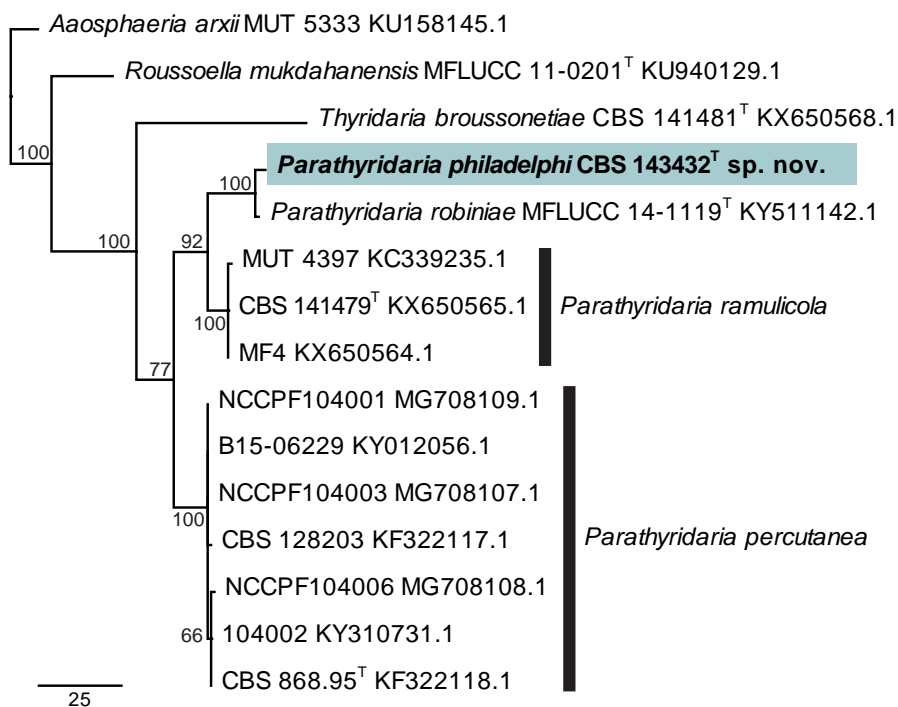 Aaosphaeria arxii MUT 5333 KU158145.1
Roussoella mukdahanensis MFLUCC 11-0201ᵀ KU940129.1
Thyridaria broussonetiae CBS 141481ᵀ KX650568.1
100
Parathyridaria philadelphi CBS 143432ᵀ sp. nov.
100
Parathyridaria robiniae MFLUCC 14-1119ᵀ KY511142.1
100
92
MUT 4397 KC339235.1
CBS 141479ᵀ KX650565.1
Parathyridaria ramulicola
100
MF4 KX650564.1
77
NCCPF104001 MG708109.1
B15-06229 KY012056.1
NCCPF104003 MG708107.1
100
CBS 128203 KF322117.1
Parathyridaria percutanea
NCCPF104006 MG708108.1
66
104002 KY310731.1
CBS 868.95ᵀ KF322118.1
25